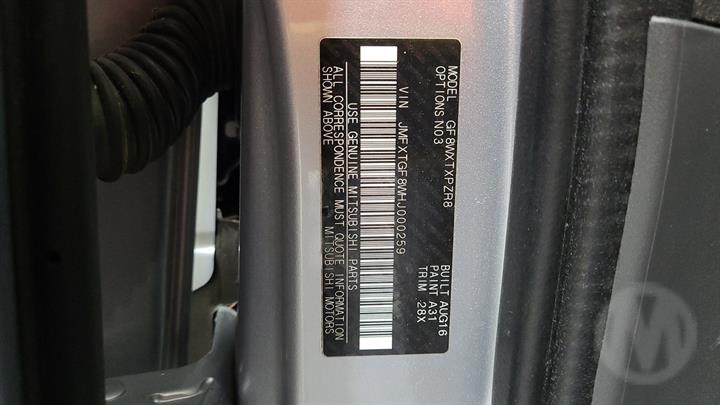 MODEL GF8WXTXPZR8
OPTIONS N03
BUILT AUG16
PAINT A31
TRIM 28X
VIN JMFXTGF8WHJ000259
USE GENUINE MITSUBISHI PARTS
ALL CORRESPONDENCE MUST QUOTE INFORMATION
SHOWN ABOVE
MITSUBISHI MOTORS
M